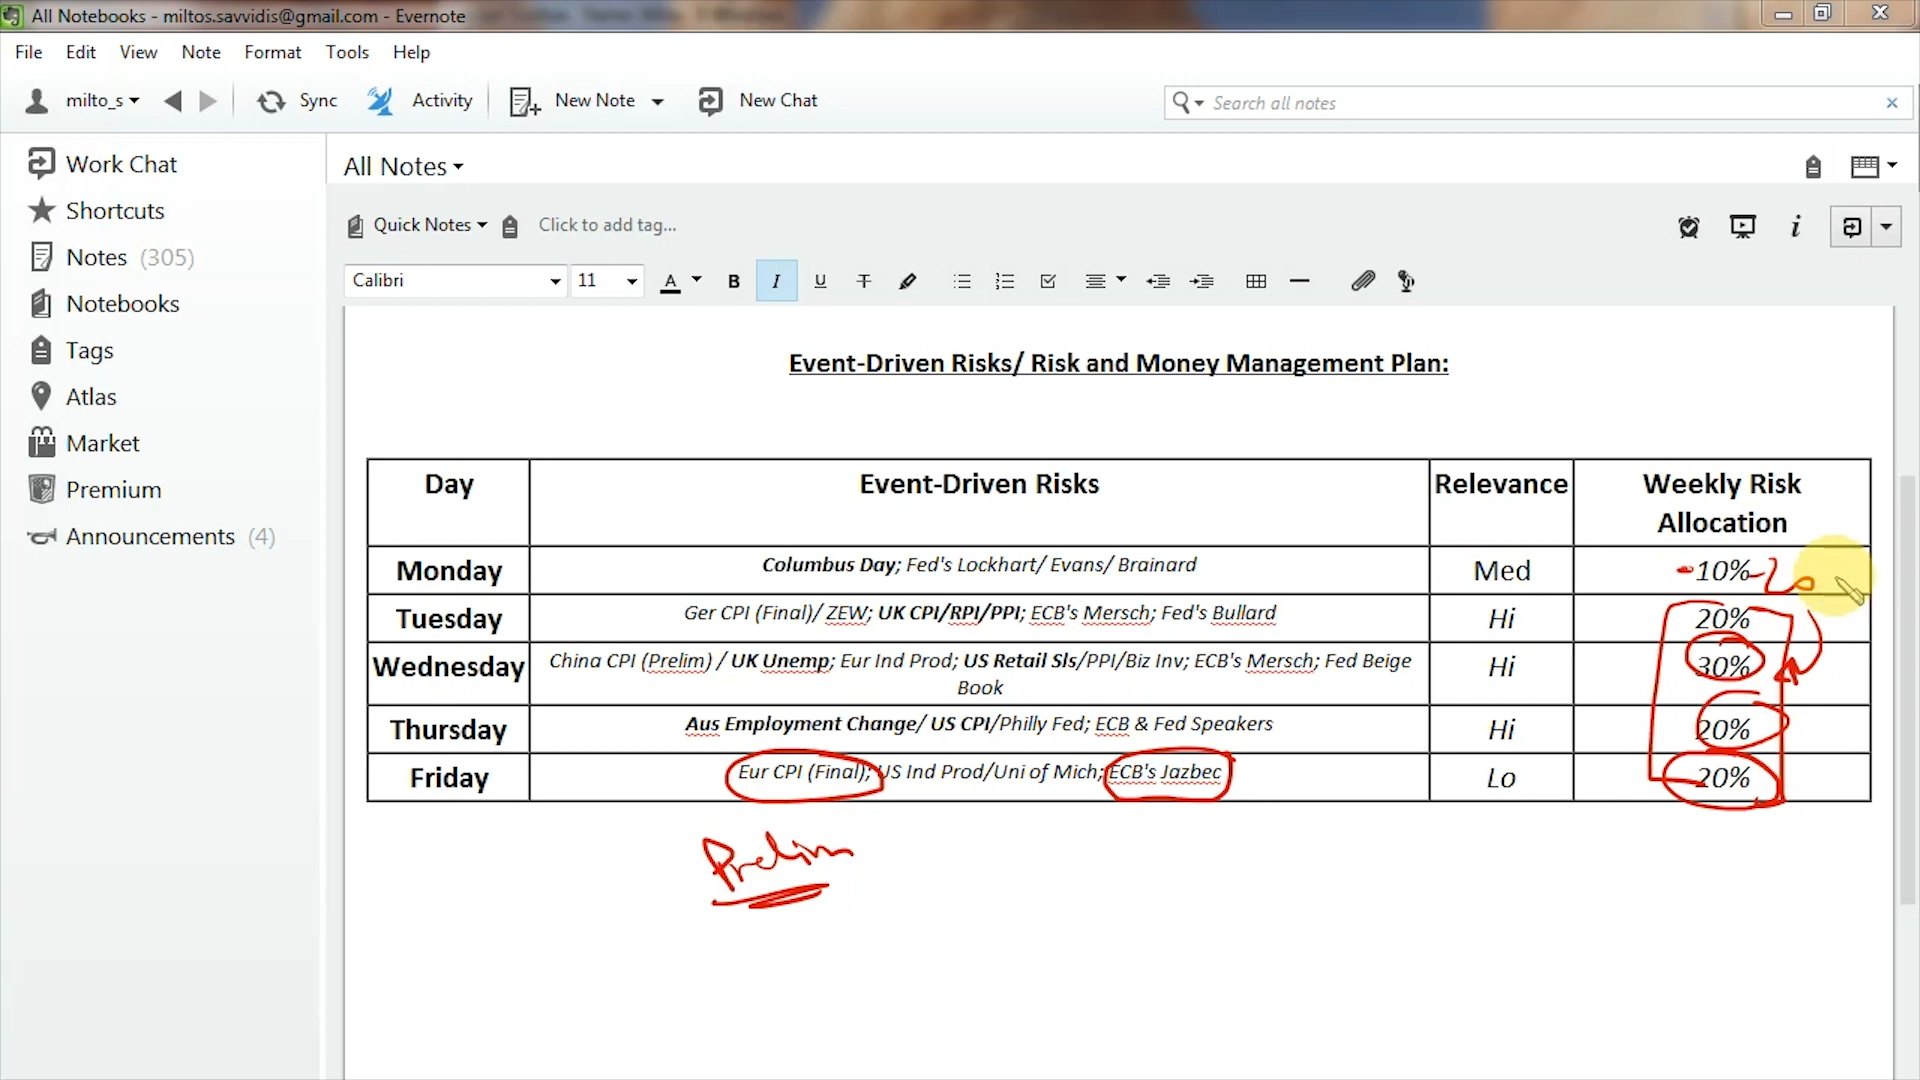 All Notebooks - miltos.savvidis@gmail.com - Evernote
File Edit View Note Format Tools Help
milto_s Sync Activity New Note New Chat Search all notes
Work Chat
Shortcuts
Notes (305)
Notebooks
Tags
Atlas
Market
Premium
Announcements (4)
All Notes
Quick Notes Click to add tag...
Calibri 11 A B I U T
Event-Driven Risks/ Risk and Money Management Plan:
Day Event-Driven Risks Relevance Weekly Risk
Allocation
Monday Columbus Day; Fed's Lockhart/ Evans/ Brainard Med 10% -20
Tuesday Ger CPI (Final)/ ZEW; UK CPI/RPI/PPI; ECB's Mersch; Fed's Bullard Hi 20%
Wednesday China CPI (Prelim) / UK Unemp; Eur Ind Prod; US Retail Sls/PPI/Biz Inv; ECB's Mersch; Fed Beige Hi 30%
Book
Thursday Aus Employment Change/ US CPI/Philly Fed; ECB & Fed Speakers Hi 20%
Friday Eur CPI (Final); US Ind Prod/Uni of Mich; ECB's Jazbec Lo 20%
Prelim